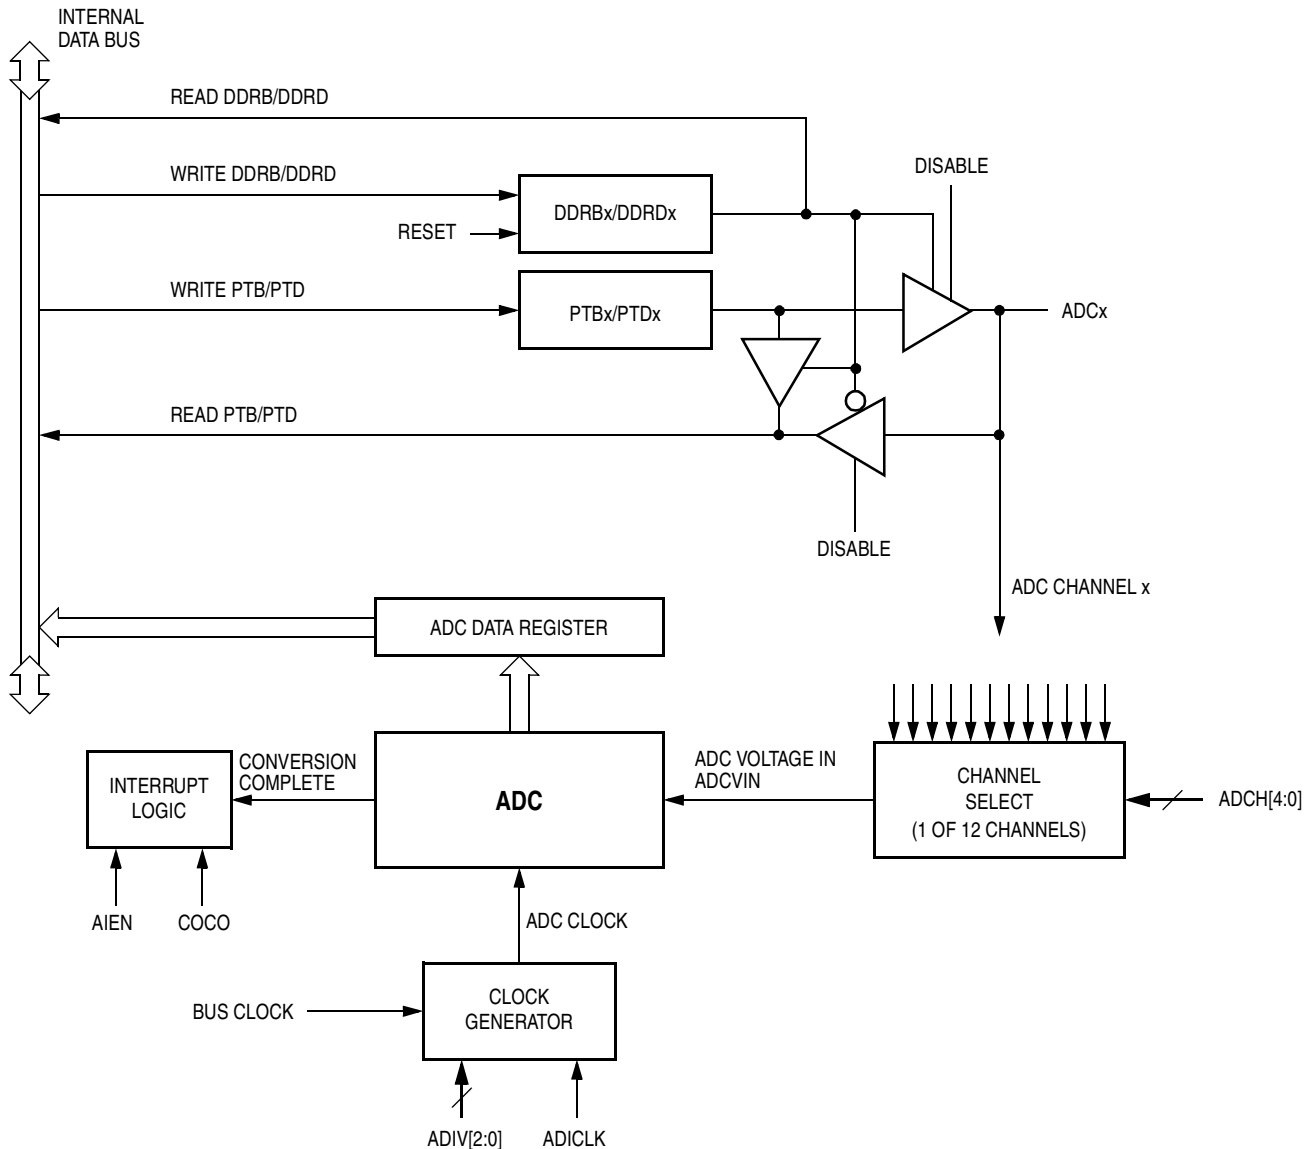 INTERNAL
DATA BUS
READ DDRB/DDRD
WRITE DDRB/DDRD
DISABLE
DDRBx/DDRDx
RESET
WRITE PTB/PTD
PTBx/PTDx
ADCx
READ PTB/PTD
DISABLE
ADC CHANNEL x
ADC DATA REGISTER
INTERRUPT
LOGIC
CONVERSION
COMPLETE
ADC
ADC VOLTAGE IN
ADCVIN
CHANNEL
SELECT
(1 OF 12 CHANNELS)
ADCH[4:0]
AIEN
COCO
ADC CLOCK
BUS CLOCK
CLOCK
GENERATOR
ADIV[2:0]
ADICLK